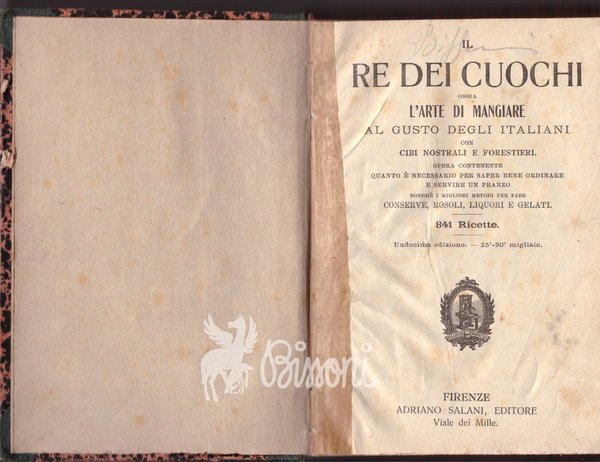 IL
RE DEI CUOCHI
OSSIA
L'ARTE DI MANGIARE
AL GUSTO DEGLI ITALIANI
CON
CIBI NOSTRALI E FORESTIERI.
OPERA CONTENENTE
QUANTO È NECESSARIO PER SAPER BENE ORDINARE
E SERVIRE UN PRANZO
NONCHÈ I MIGLIORI METODI PER FARE
CONSERVE, ROSOLI, LIQUORI E GELATI.
841 Ricette.
Undecima edizione. — 25°-30° migliaio.
Bissoni
FIRENZE
ADRIANO SALANI, EDITORE
Viale dei Mille.